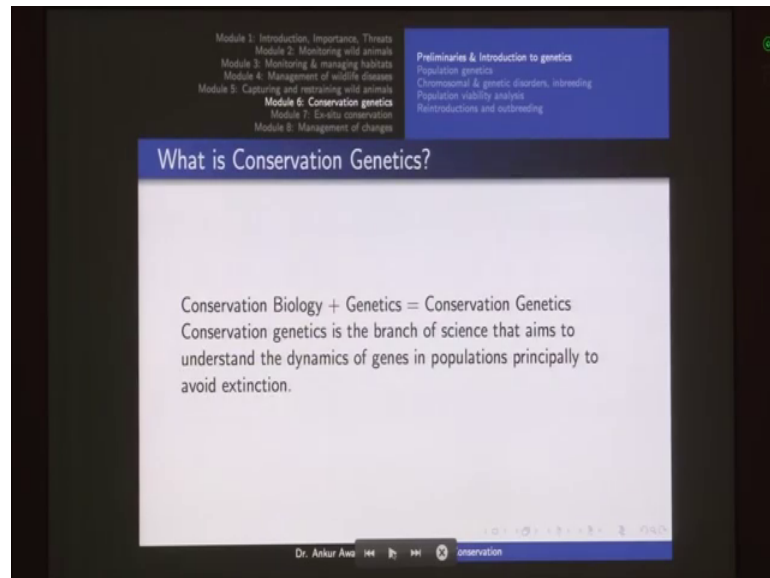 Module 1: Introduction, Importance, Threats
Module 2: Monitoring wild animals
Module 3: Monitoring & managing habitats
Module 4: Management of wildlife diseases
Module 5: Capturing and restraining wild animals
Module 6: Conservation genetics
Module 7: Ex-situ conservation
Module 8: Management of changes
Preliminaries & Introduction to genetics
Population genetics
Chromosomal & genetic disorders, inbreeding
Population viability analysis
Reintroductions and outbreeding
What is Conservation Genetics?
Conservation Biology + Genetics = Conservation Genetics
Conservation genetics is the branch of science that aims to
understand the dynamics of genes in populations principally to
avoid extinction.
Dr. Ankur Awa onservation